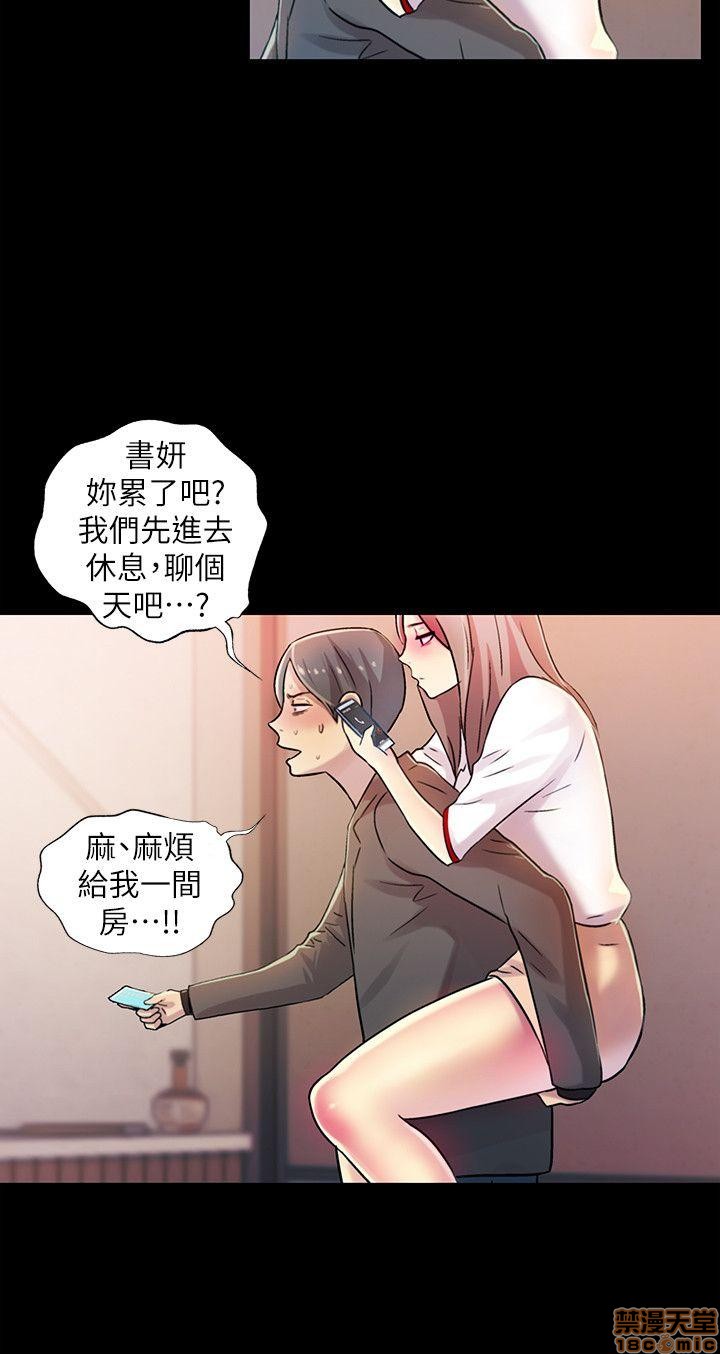 書妍
妳累了吧?
我們先進去
休息，聊個
天吧…?
麻、麻煩
給我一間
房…!!
禁漫天堂
18comic